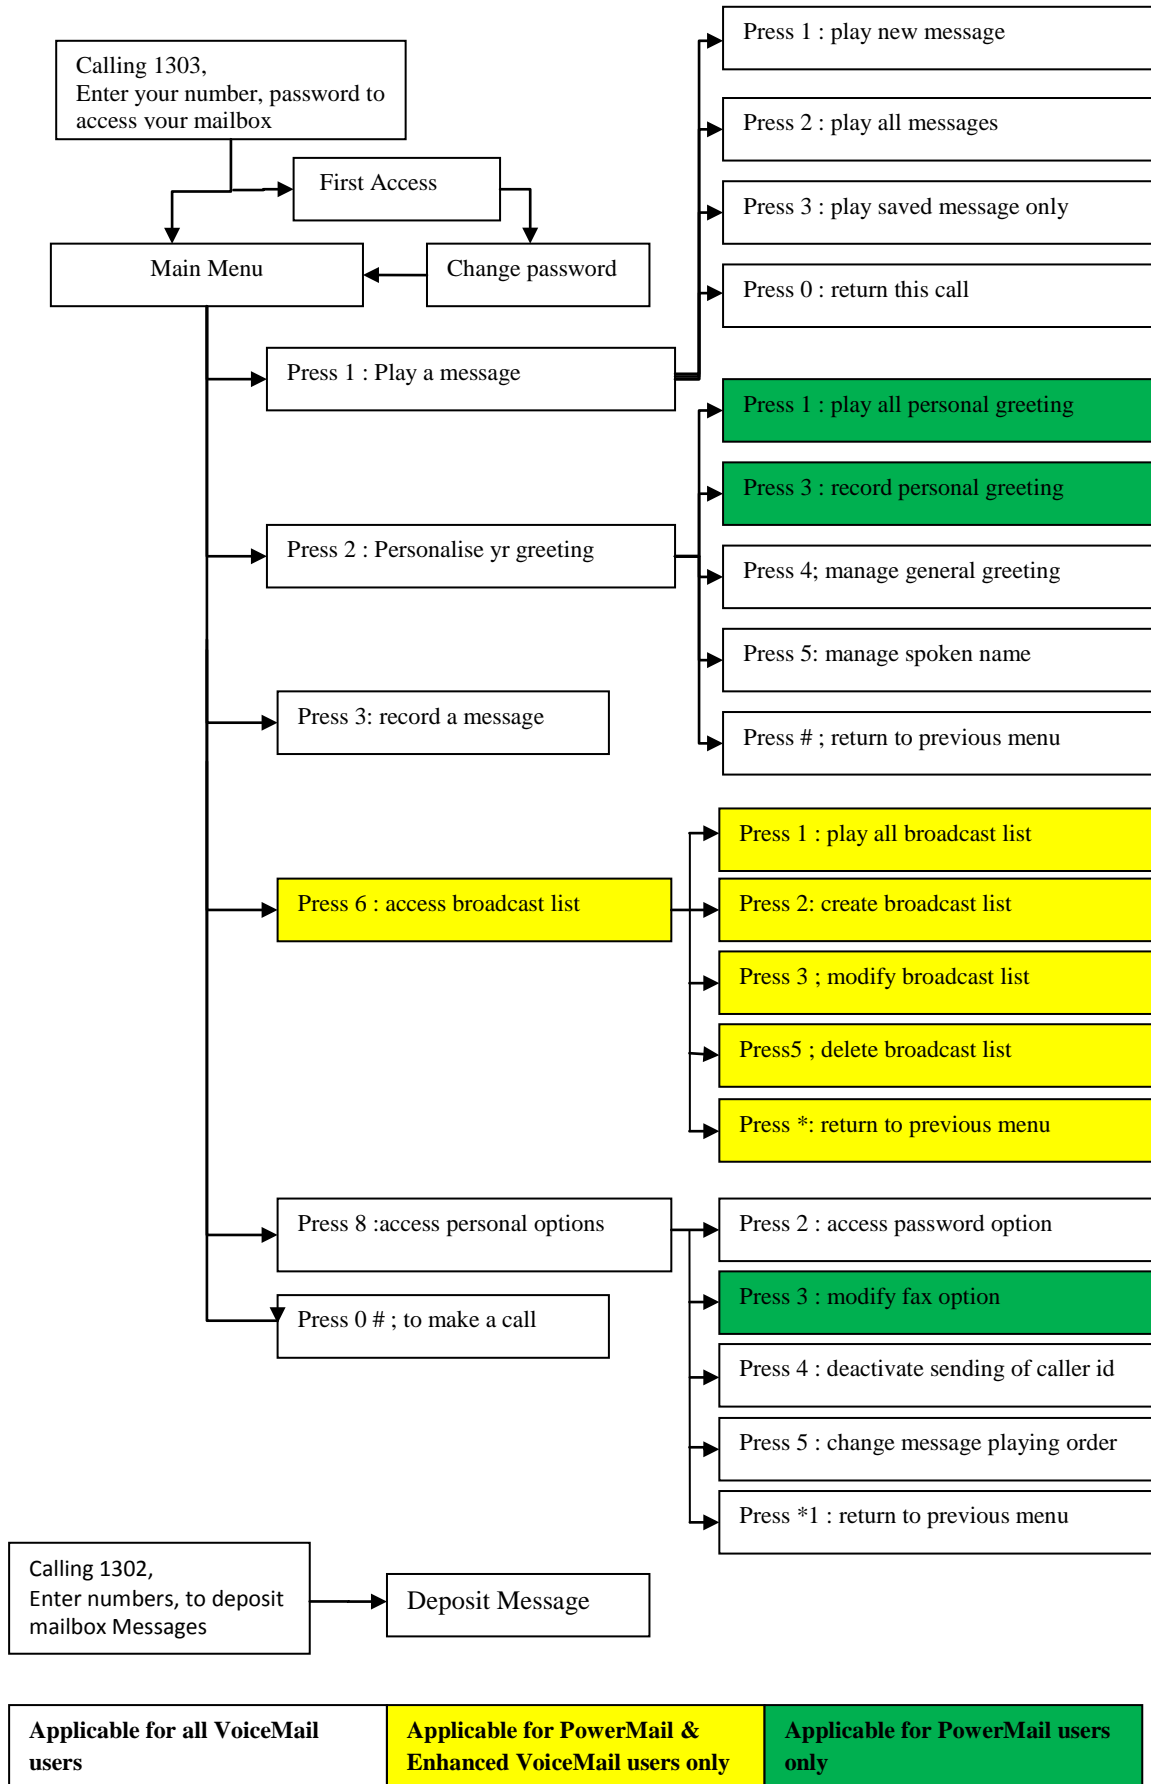 Calling 1303,
Enter your number, password to
access your mailbox
First Access
Main Menu
Change password
Press 1 : Play a message
Press 1 : play new message
Press 2 : play all messages
Press 3 : play saved message only
Press 0 : return this call
Press 2 : Personalise yr greeting
Press 1 : play all personal greeting
Press 3 : record personal greeting
Press 4; manage general greeting
Press 5: manage spoken name
Press # ; return to previous menu
Press 3: record a message
Press 6 : access broadcast list
Press 1 : play all broadcast list
Press 2: create broadcast list
Press 3 ; modify broadcast list
Press5 ; delete broadcast list
Press *: return to previous menu
Press 8 :access personal options
Press 2 : access password option
Press 3 : modify fax option
Press 4 : deactivate sending of caller id
Press 5 : change message playing order
Press *1 : return to previous menu
Press 0 # ; to make a call
Calling 1302,
Enter numbers, to deposit
mailbox Messages
Deposit Message
Applicable for all VoiceMail
users
Applicable for PowerMail &
Enhanced VoiceMail users only
Applicable for PowerMail users
only